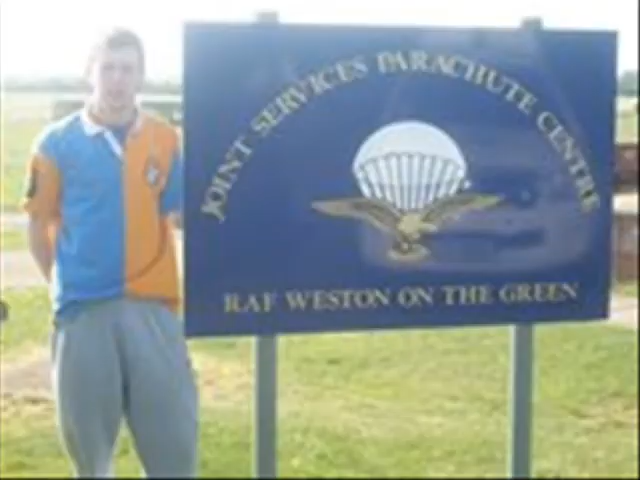 JOINT SERVICES PARACHUTE CENTRE
RAF WESTON ON THE GREEN